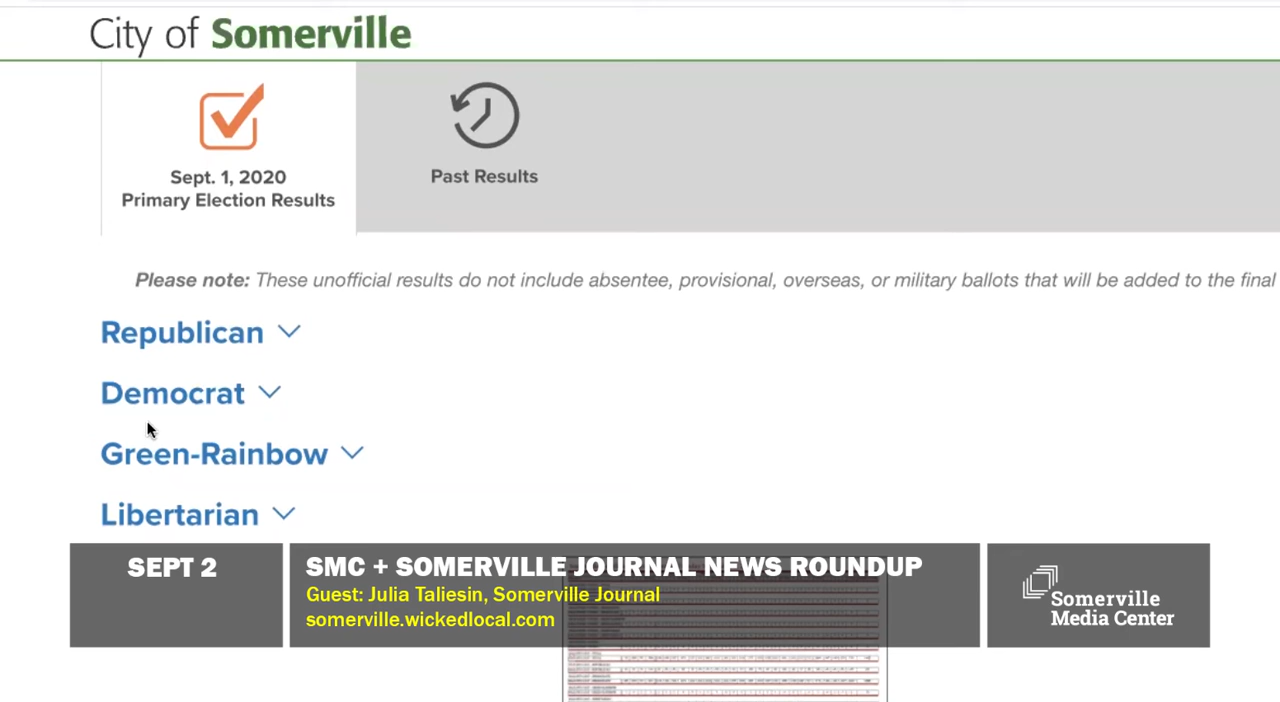 City of Somerville
Sept. 1, 2020
Primary Election Results
Past Results
Please note: These unofficial results do not include absentee, provisional, overseas, or military ballots that will be added to the final
Republican
Democrat
Green-Rainbow
Libertarian
SEPT 2
SMC + SOMERVILLE JOURNAL NEWS ROUNDUP
Guest: Julia Taliesin, Somerville Journal
somerville.wickedlocal.com
Somerville
Media Center